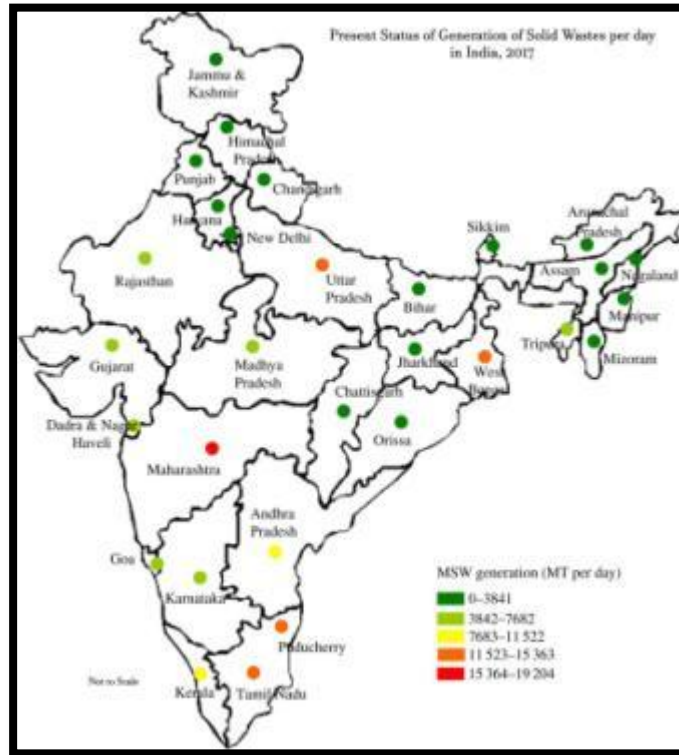 Present Status of Generation of Solid Wastes per day
in India, 2017
Jammu &
Kashmir
Himachal
Pradesh
Punjab
Chandigarh
Haryana
New Delhi
Sikkim
Arunachal
Pradesh
Rajasthan
Uttar
Pradesh
Assam
Nagaland
Bihar
Manipur
Gujarat
Madhya
Pradesh
Jharkhand
West
Bengal
Tripura
Mizoram
Chattisgarh
Dadra & Nagar
Haveli
Orissa
Maharashtra
Andhra
Pradesh
Goa
Karnataka
MSW generation (MT per day)
0–3841
3842–7682
7683–11 522
11 523–15 363
15 364–19 204
Puducherry
Not to Scale
Kerala
Tamil Nadu